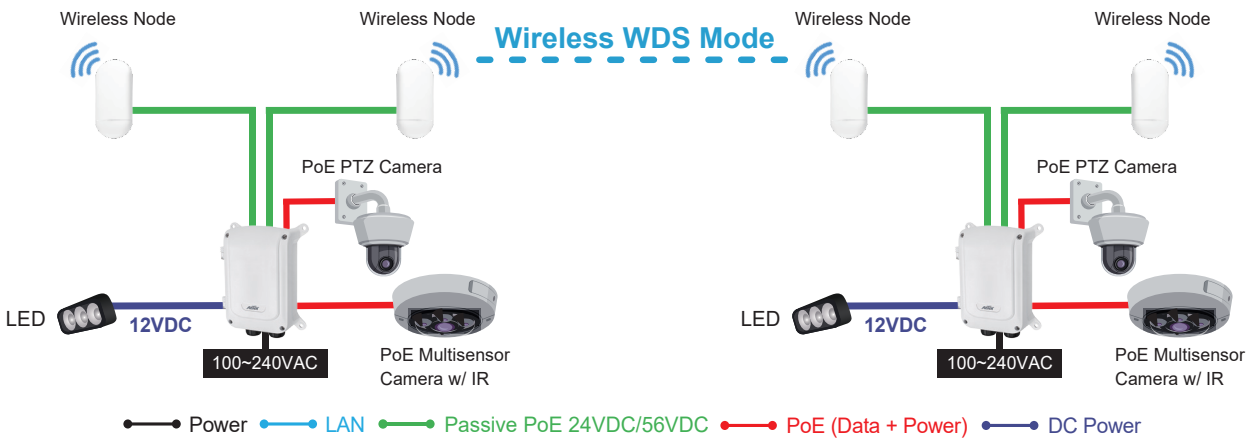 Wireless Node
Wireless Node
Wireless Node
Wireless Node
Wireless WDS Mode
PoE PTZ Camera
PoE PTZ Camera
LED
12VDC
LED
12VDC
100~240VAC
PoE Multisensor
Camera w/ IR
100~240VAC
PoE Multisensor
Camera w/ IR
Power
LAN
Passive PoE 24VDC/56VDC
PoE (Data + Power)
DC Power